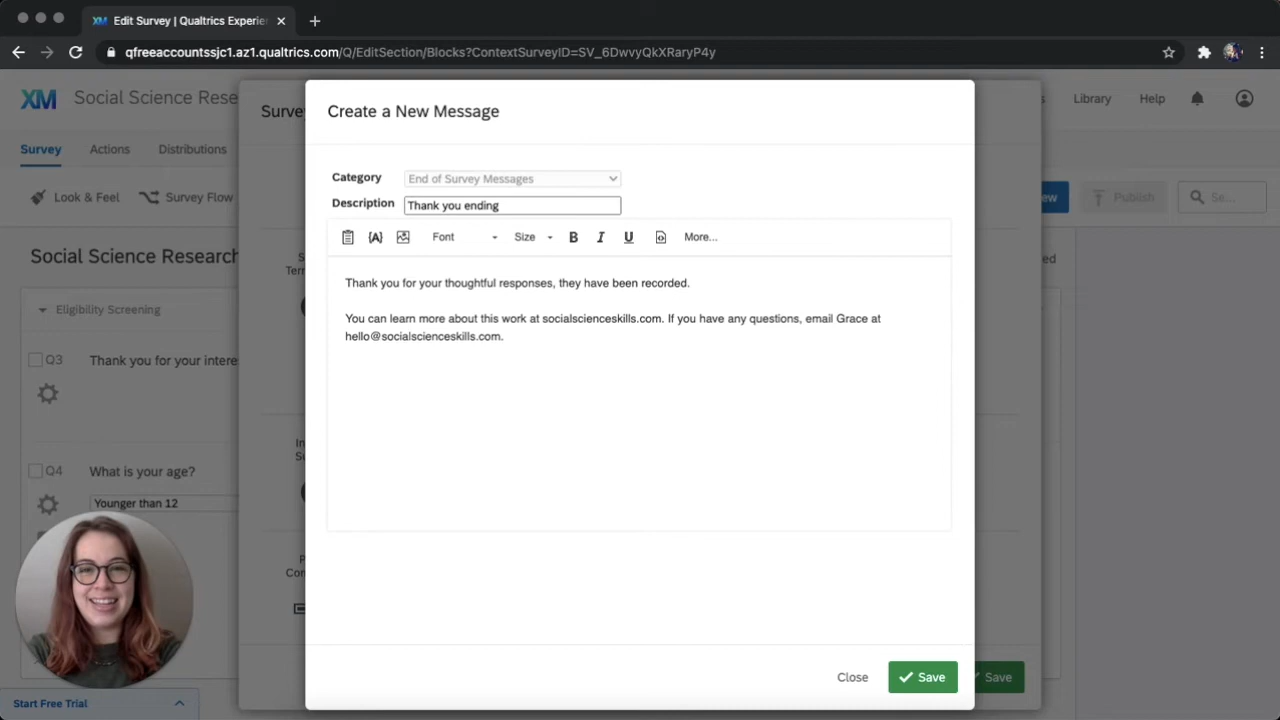 XM Edit Survey | Qualtrics Experie
qfreeaccountssjc1.az1.qualtrics.com/Q/EditSection/Blocks?ContextSurveyID=SV_6DwvyQkXRaryP4y
XM Social Science Rese
Library Help
Survey Actions Distributions
Look & Feel Survey Flow
Publish
Se...
Social Science Research
Eligibility Screening
Q3 Thank you for your intere
Q4 What is your age?
Younger than 12
Start Free Trial
Surve
Create a New Message
Category End of Survey Messages
Description Thank you ending
Font Size B I U More...
Thank you for your thoughtful responses, they have been recorded.
You can learn more about this work at socialscienceskills.com. If you have any questions, email Grace at
hello@socialscienceskills.com.
Close Save
Save